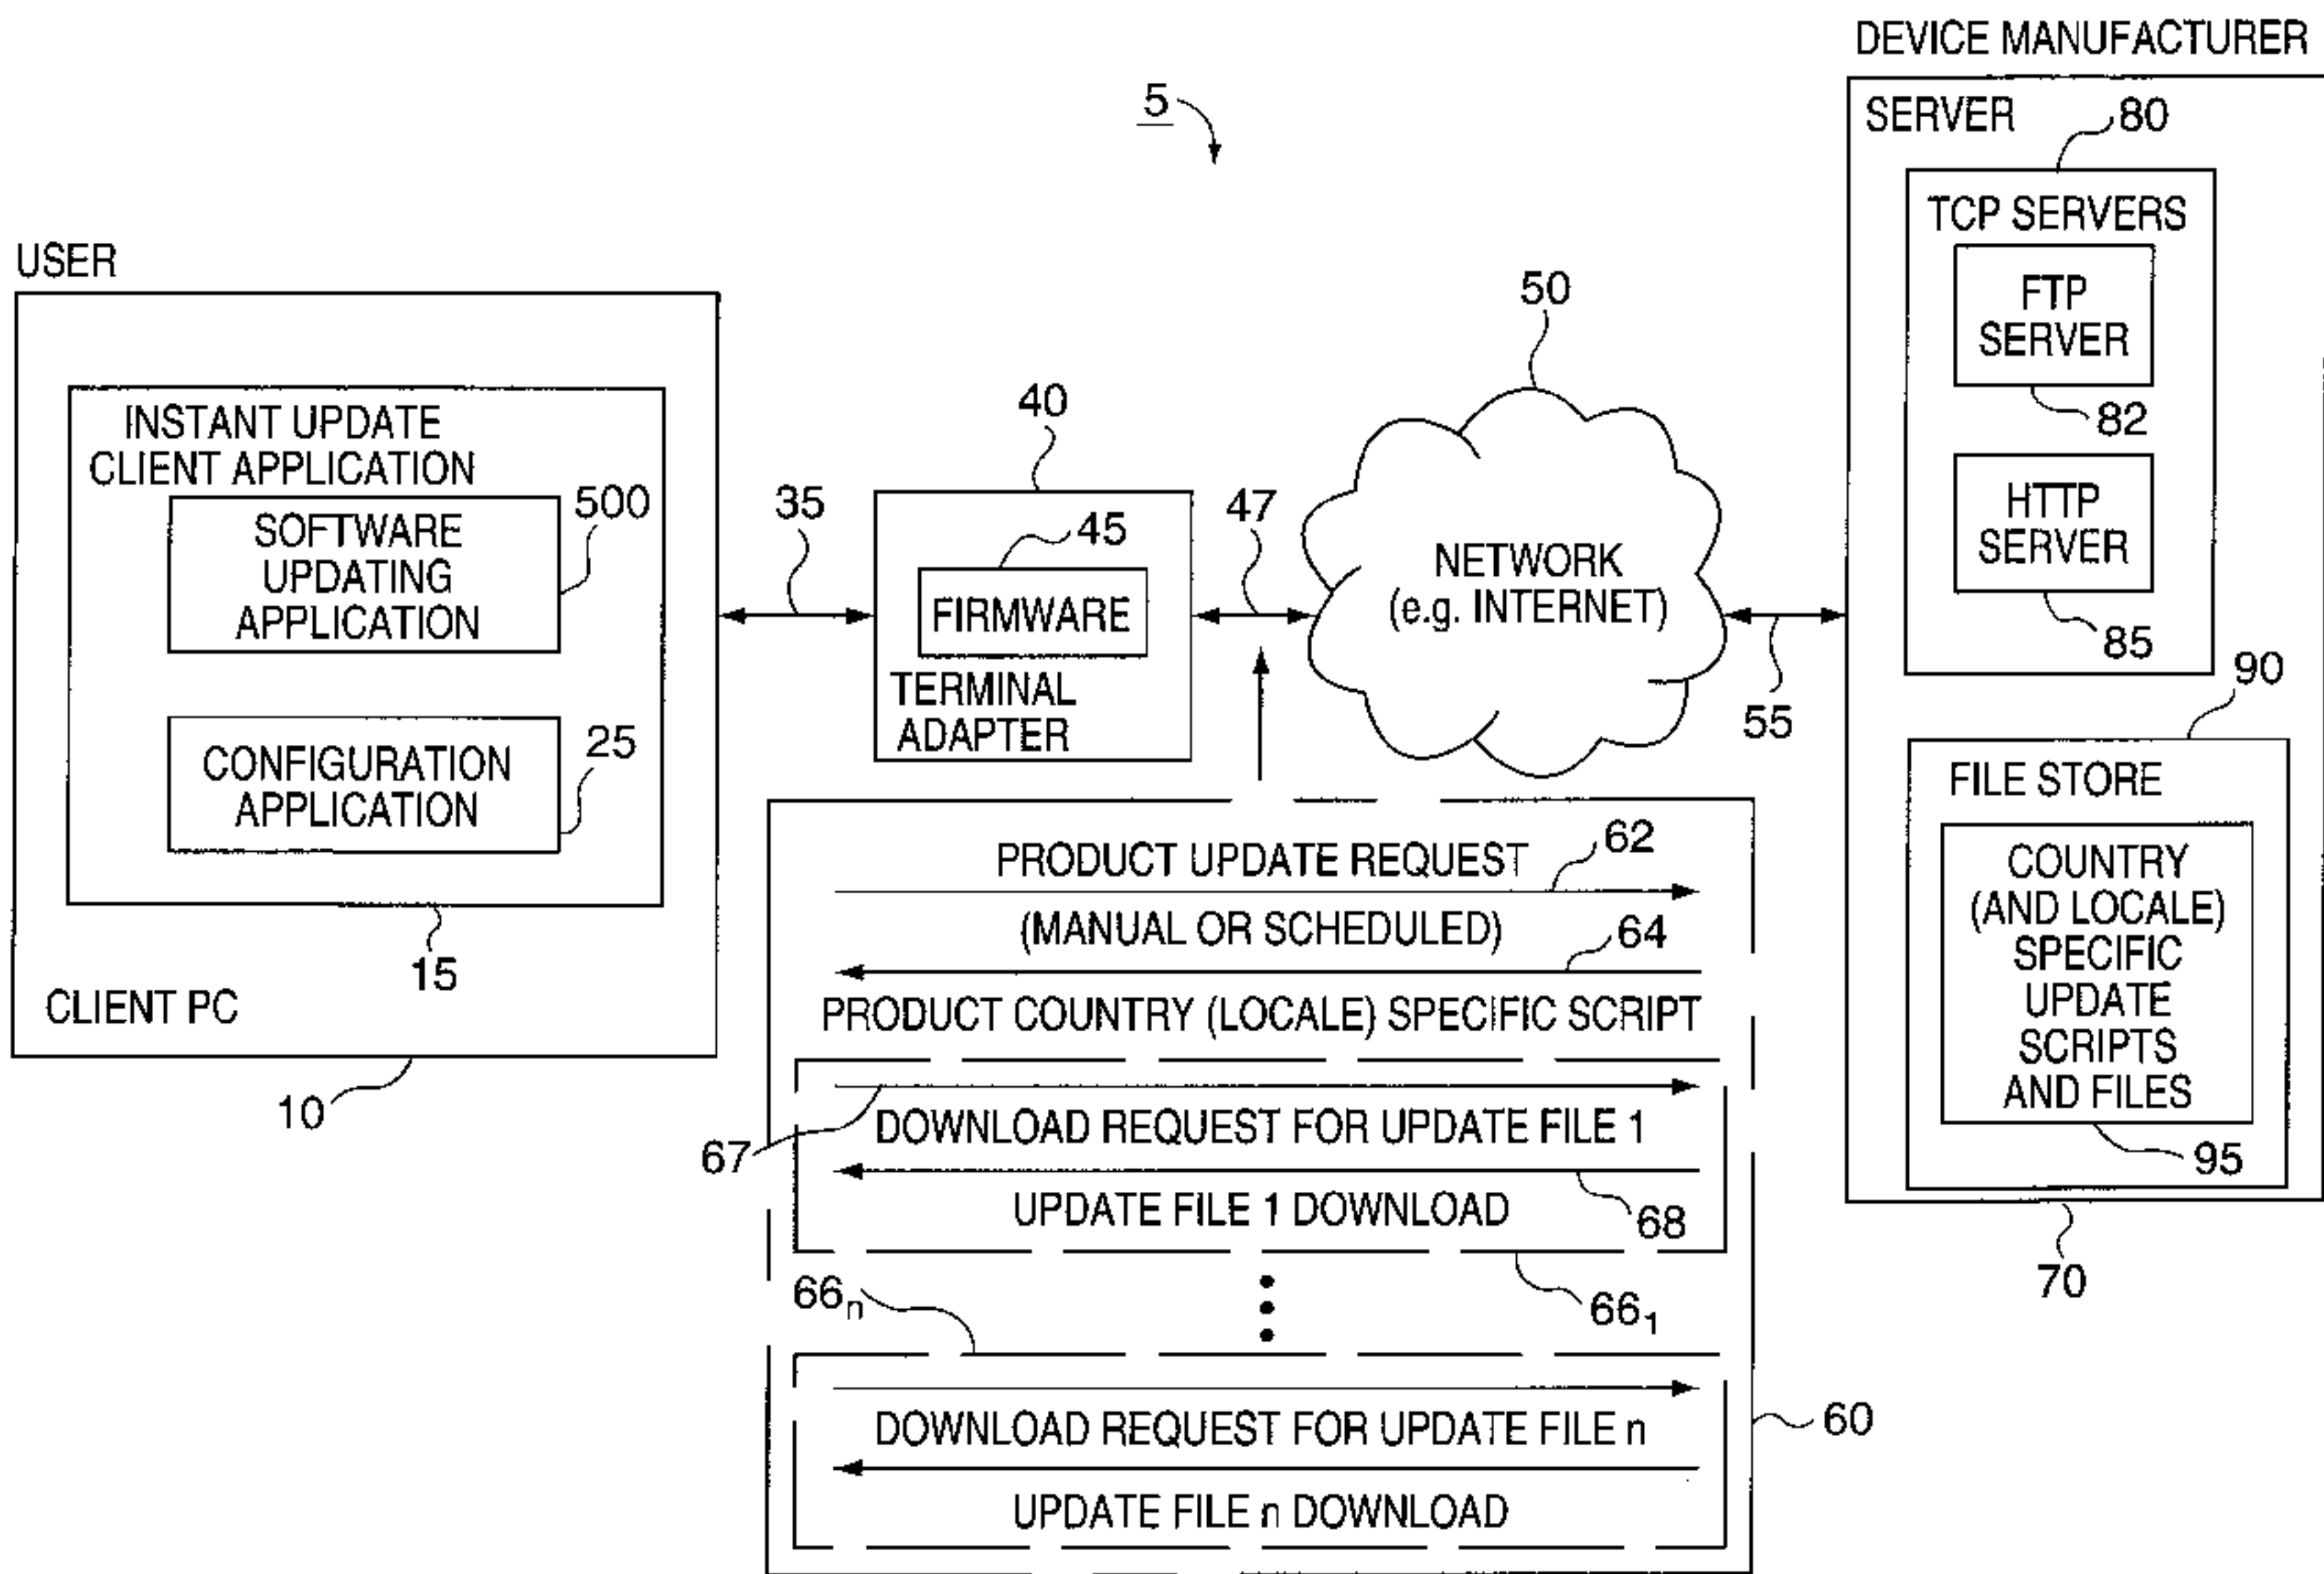 DEVICE MANUFACTURER
5
SERVER
80
TCP SERVERS
FTP
SERVER
82
HTTP
SERVER
85
90
FILE STORE
COUNTRY
(AND LOCALE)
SPECIFIC
UPDATE
SCRIPTS
AND FILES
95
70
USER
INSTANT UPDATE
CLIENT APPLICATION
500
SOFTWARE
UPDATING
APPLICATION
25
CONFIGURATION
APPLICATION
15
CLIENT PC
10
35
40
45
FIRMWARE
TERMINAL
ADAPTER
47
50
NETWORK
(e.g. INTERNET)
55
62
PRODUCT UPDATE REQUEST
(MANUAL OR SCHEDULED)
64
PRODUCT COUNTRY (LOCALE) SPECIFIC SCRIPT
67
DOWNLOAD REQUEST FOR UPDATE FILE 1
UPDATE FILE 1 DOWNLOAD
68
66n
661
DOWNLOAD REQUEST FOR UPDATE FILE n
60
UPDATE FILE n DOWNLOAD